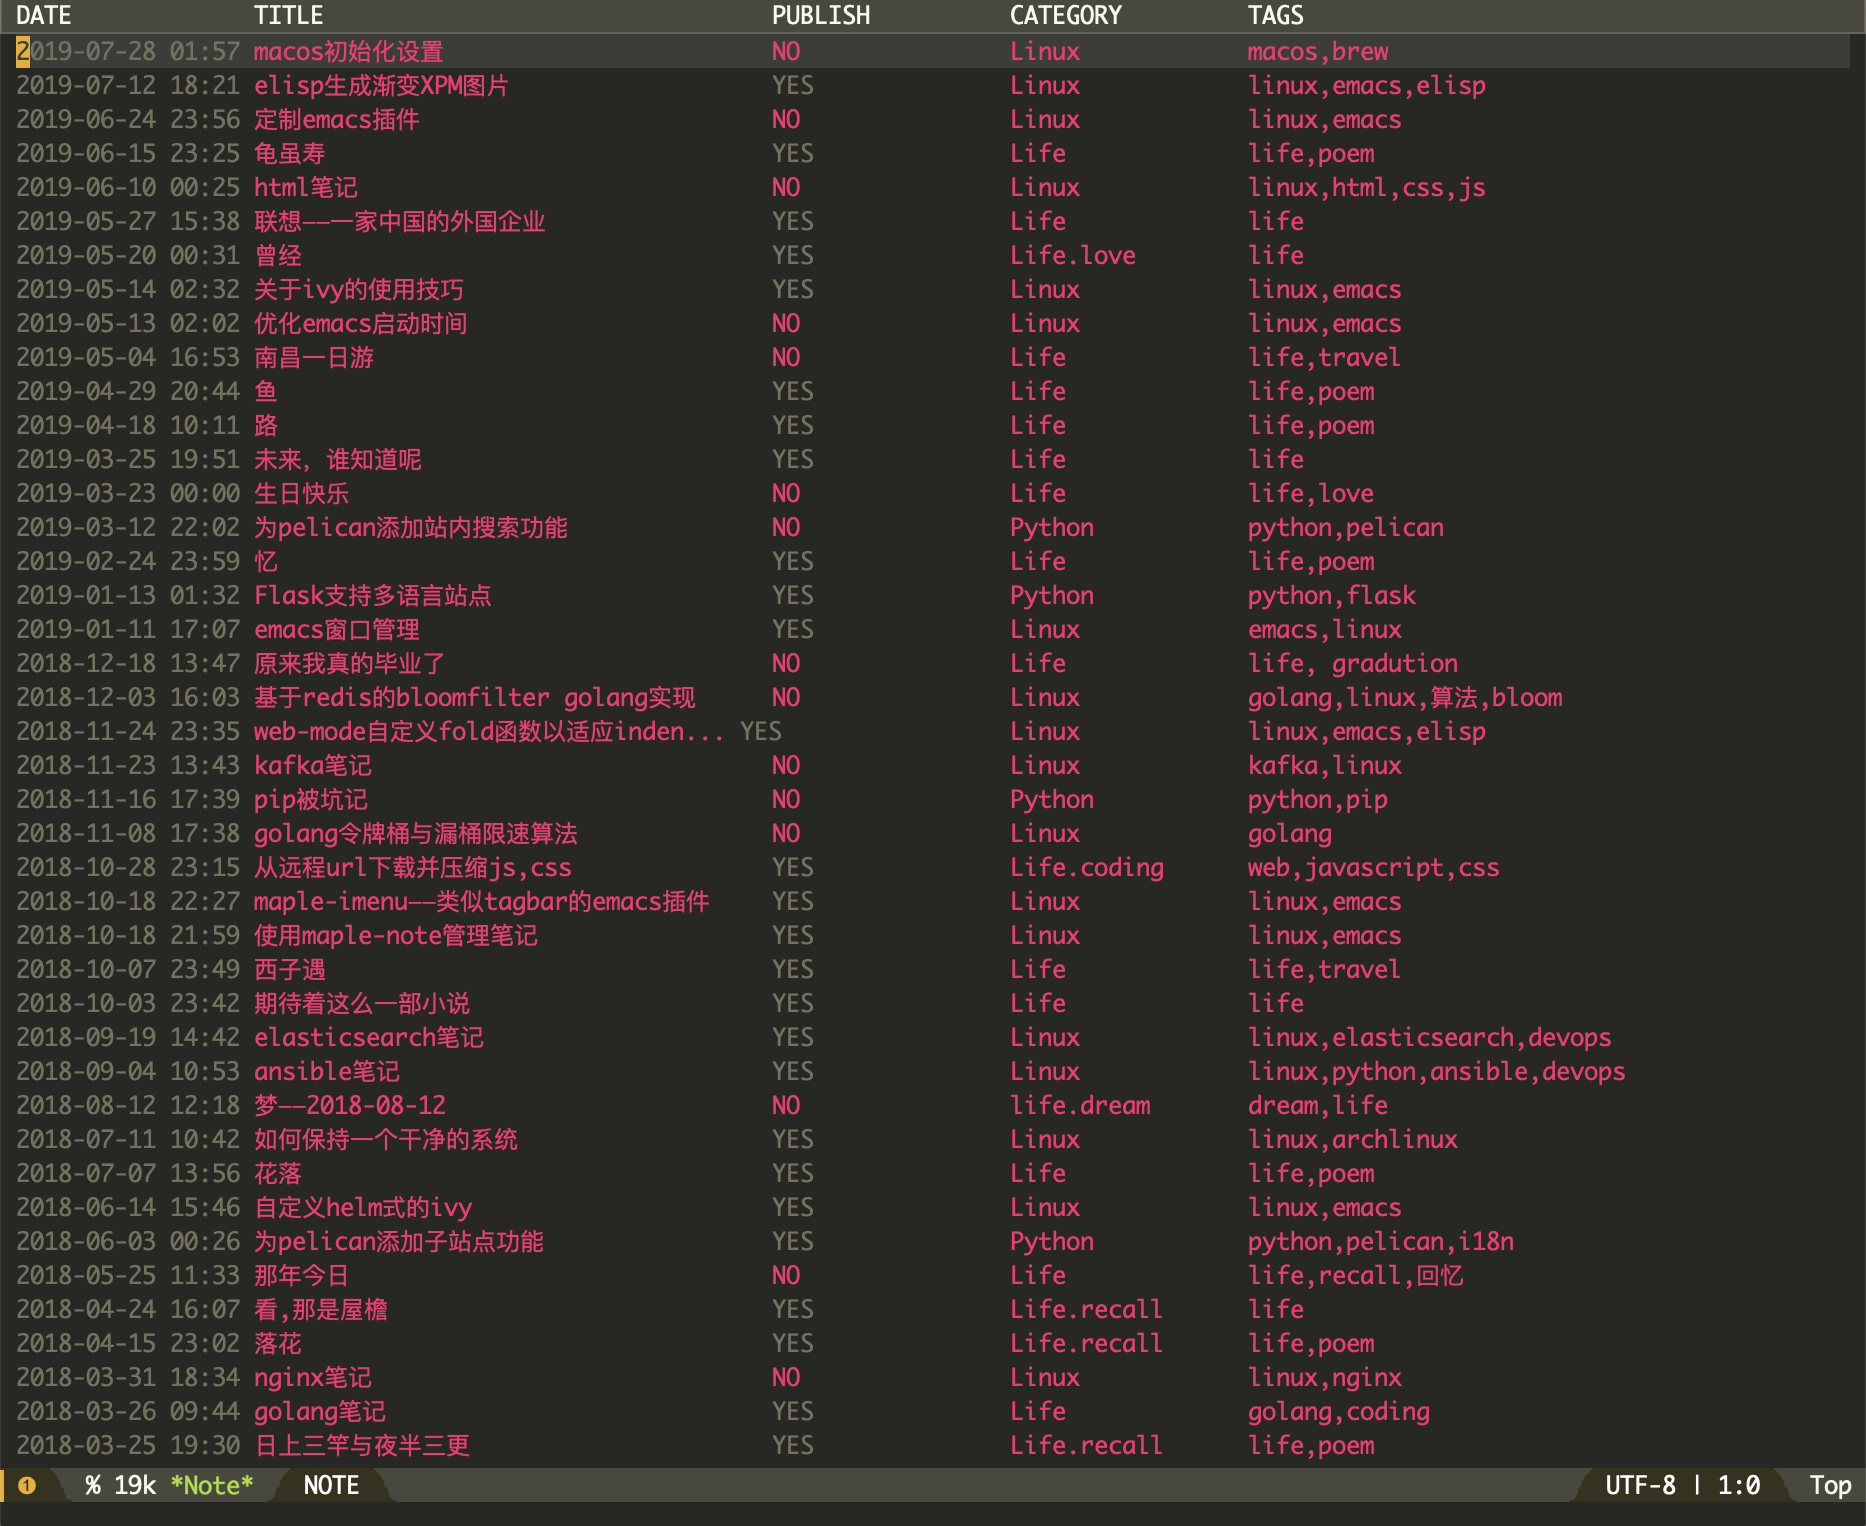 DATE TITLE PUBLISH CATEGORY TAGS
2019-07-28 01:57 macos初始化设置 NO Linux macos,brew
2019-07-12 18:21 elisp生成渐变XPM图片 YES Linux linux,emacs,elisp
2019-06-24 23:56 定制emacs插件 NO Linux linux,emacs
2019-06-15 23:25 龟虽寿 YES Life life,poem
2019-06-10 00:25 html笔记 NO Linux linux,html,css,js
2019-05-27 15:38 联想——一家中国的外国企业 YES Life life
2019-05-20 00:31 曾经 YES Life.love life
2019-05-14 02:32 关于ivy的使用技巧 YES Linux linux,emacs
2019-05-13 02:02 优化emacs启动时间 NO Linux linux,emacs
2019-05-04 16:53 南昌一日游 NO Life life,travel
2019-04-29 20:44 鱼 YES Life life,poem
2019-04-18 10:11 路 YES Life life,poem
2019-03-25 19:51 未来，谁知道呢 YES Life life
2019-03-23 00:00 生日快乐 NO Life life,love
2019-03-12 22:02 为pelican添加站内搜索功能 NO Python python,pelican
2019-02-24 23:59 忆 YES Life life,poem
2019-01-13 01:32 Flask支持多语言站点 YES Python python,flask
2019-01-11 17:07 emacs窗口管理 YES Linux emacs,linux
2018-12-18 13:47 原来我真的毕业了 NO Life life, gradution
2018-12-03 16:03 基于redis的bloomfilter golang实现 NO Linux golang,linux,算法,bloom
2018-11-24 23:35 web-mode自定义fold函数以适应inden... YES Linux linux,emacs,elisp
2018-11-23 13:43 kafka笔记 NO Linux kafka,linux
2018-11-16 17:39 pip被坑记 NO Python python,pip
2018-11-08 17:38 golang令牌桶与漏桶限速算法 NO Linux golang
2018-10-28 23:15 从远程url下载并压缩js,css YES Life.coding web,javascript,css
2018-10-18 22:27 maple-imenu——类似tagbar的emacs插件 YES Linux linux,emacs
2018-10-18 21:59 使用maple-note管理笔记 YES Linux linux,emacs
2018-10-07 23:49 西子遇 YES Life life,travel
2018-10-03 23:42 期待着这么一部小说 YES Life life
2018-09-19 14:42 elasticsearch笔记 YES Linux linux,elasticsearch,devops
2018-09-04 10:53 ansible笔记 YES Linux linux,python,ansible,devops
2018-08-12 12:18 梦——2018-08-12 NO life.dream dream,life
2018-07-11 10:42 如何保持一个干净的系统 YES Linux linux,archlinux
2018-07-07 13:56 花落 YES Life life,poem
2018-06-14 15:46 自定义helm式的ivy YES Linux linux,emacs
2018-06-03 00:26 为pelican添加子站点功能 YES Python python,pelican,i18n
2018-05-25 11:33 那年今日 NO Life life,recall,回忆
2018-04-24 16:07 看,那是屋檐 YES Life.recall life
2018-04-15 23:02 落花 YES Life.recall life,poem
2018-03-31 18:34 nginx笔记 NO Linux linux,nginx
2018-03-26 09:44 golang笔记 YES Life golang,coding
2018-03-25 19:30 日上三竿与夜半三更 YES Life.recall life,poem
❶ % 19k *Note* NOTE UTF-8 | 1:0 Top